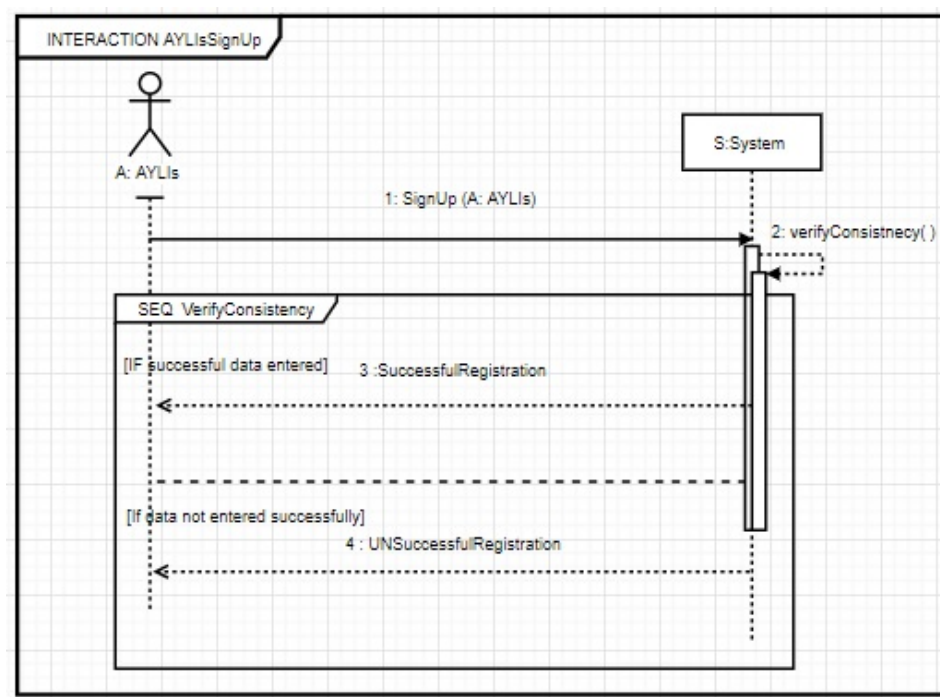 INTERACTION AYLIsSignUp
A: AYLIs
S:System
1: SignUp (A: AYLIs)
2: verifyConsistnecy( )
SEQ VerifyConsistency
[IF successful data entered]
3 :SuccessfulRegistration
[If data not entered successfully]
4 : UNSuccessfulRegistration